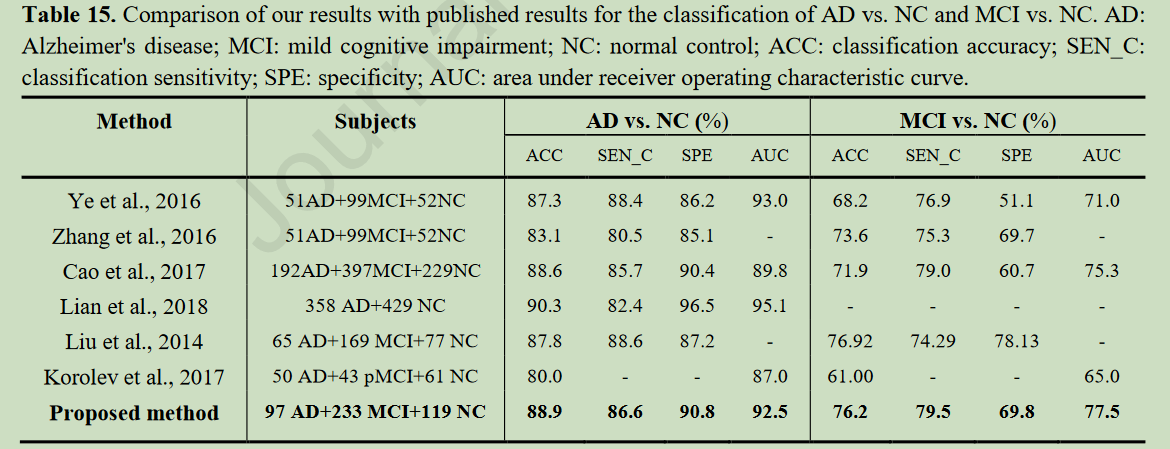 Table 15. Comparison of our results with published results for the classification of AD vs. NC and MCI vs. NC. AD:
Alzheimer's disease; MCI: mild cognitive impairment; NC: normal control; ACC: classification accuracy; SEN_C:
classification sensitivity; SPE: specificity; AUC: area under receiver operating characteristic curve.
Method Subjects AD vs. NC (%) MCI vs. NC (%)
ACC SEN_C SPE AUC ACC SEN_C SPE AUC
Ye et al., 2016 51AD+99MCI+52NC 87.3 88.4 86.2 93.0 68.2 76.9 51.1 71.0
Zhang et al., 2016 51AD+99MCI+52NC 83.1 80.5 85.1 - 73.6 75.3 69.7 -
Cao et al., 2017 192AD+397MCI+229NC 88.6 85.7 90.4 89.8 71.9 79.0 60.7 75.3
Lian et al., 2018 358 AD+429 NC 90.3 82.4 96.5 95.1 - - - -
Liu et al., 2014 65 AD+169 MCI+77 NC 87.8 88.6 87.2 - 76.92 74.29 78.13 -
Korolev et al., 2017 50 AD+43 pMCI+61 NC 80.0 - - 87.0 61.00 - - 65.0
Proposed method 97 AD+233 MCI+119 NC 88.9 86.6 90.8 92.5 76.2 79.5 69.8 77.5
Journa